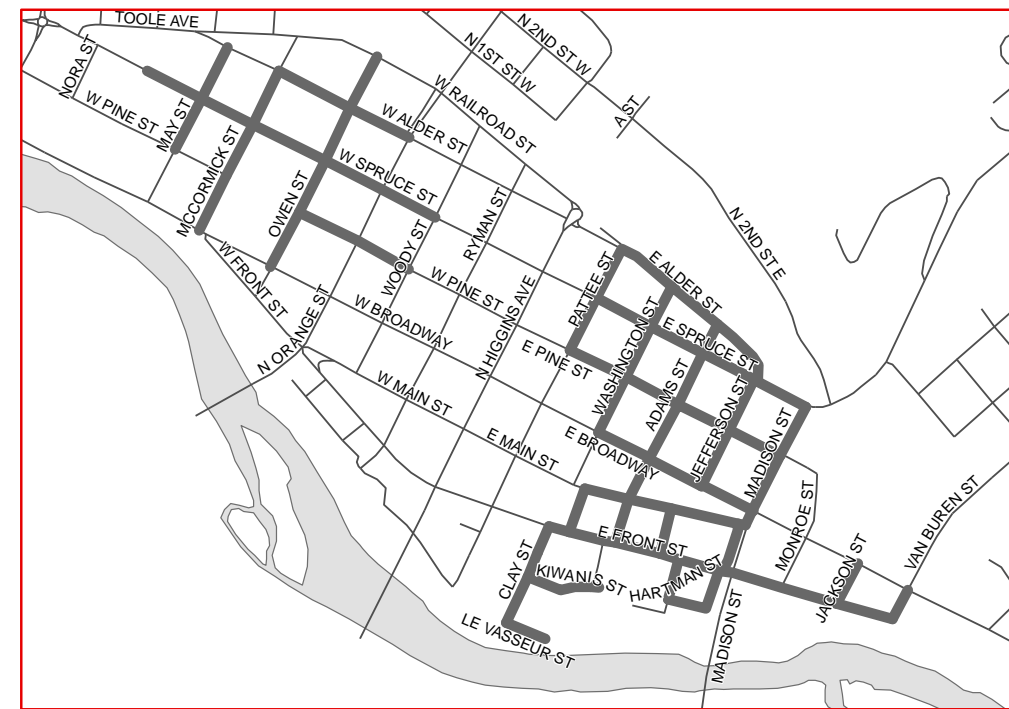 TOOLE AVE
N 2ND ST W
N 1ST ST W
NORA ST
W PINE ST
MAY ST
W RAILROAD ST
A ST
W ALDER ST
MCCORMICK ST
W SPRUCE ST
OWEN ST
WOODY ST
RYMAN ST
N 2ND ST E
W FRONT ST
W PINE ST
PATTEE ST
E ALDER ST
N ORANGE ST
W BROADWAY
N HIGGINS AVE
WASHINGTON ST
E SPRUCE ST
E PINE ST
W MAIN ST
ADAMS ST
JEFFERSON ST
MADISON ST
E MAIN ST
E BROADWAY
MONROE ST
VAN BUREN ST
E FRONT ST
CLAY ST
KIWANIS ST
HARTMAN ST
JACKSON ST
LE VASSEUR ST
MADISON ST